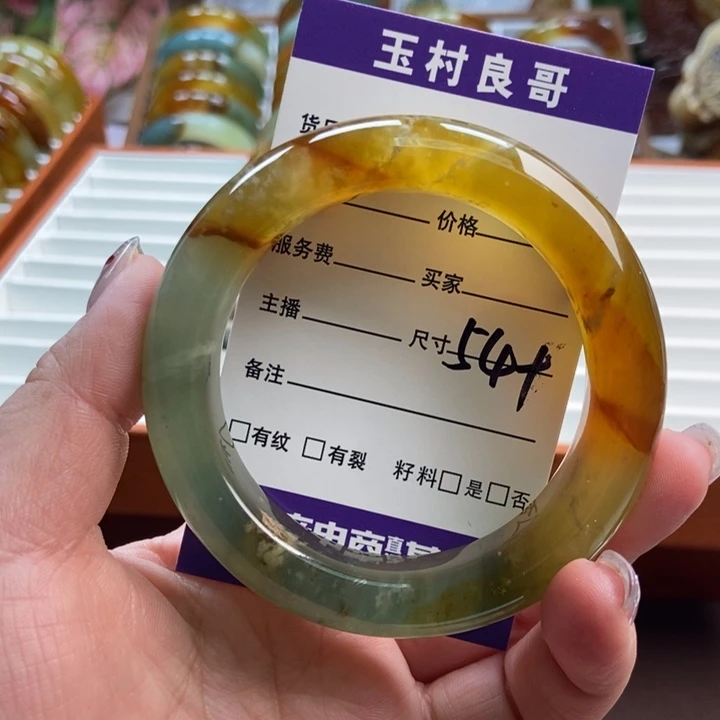 玉村良哥
价格
服务费 买家
主播 尺寸 54+
备注
□有纹 □有裂 籽料□是□否